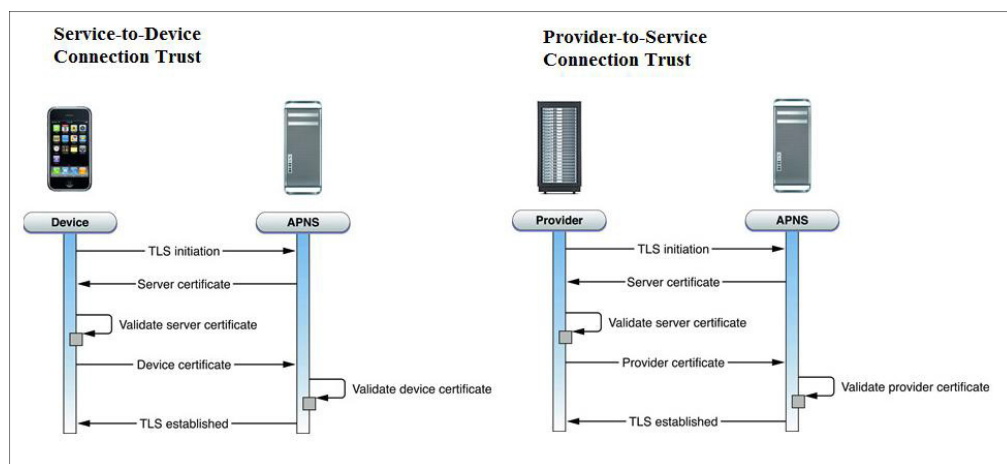 Service-to-Device
Connection Trust
Device
APNS
TLS initiation
Server certificate
Validate server certificate
Device certificate
Validate device certificate
TLS established
Provider-to-Service
Connection Trust
Provider
APNS
TLS initiation
Server certificate
Validate server certificate
Provider certificate
Validate provider certificate
TLS established